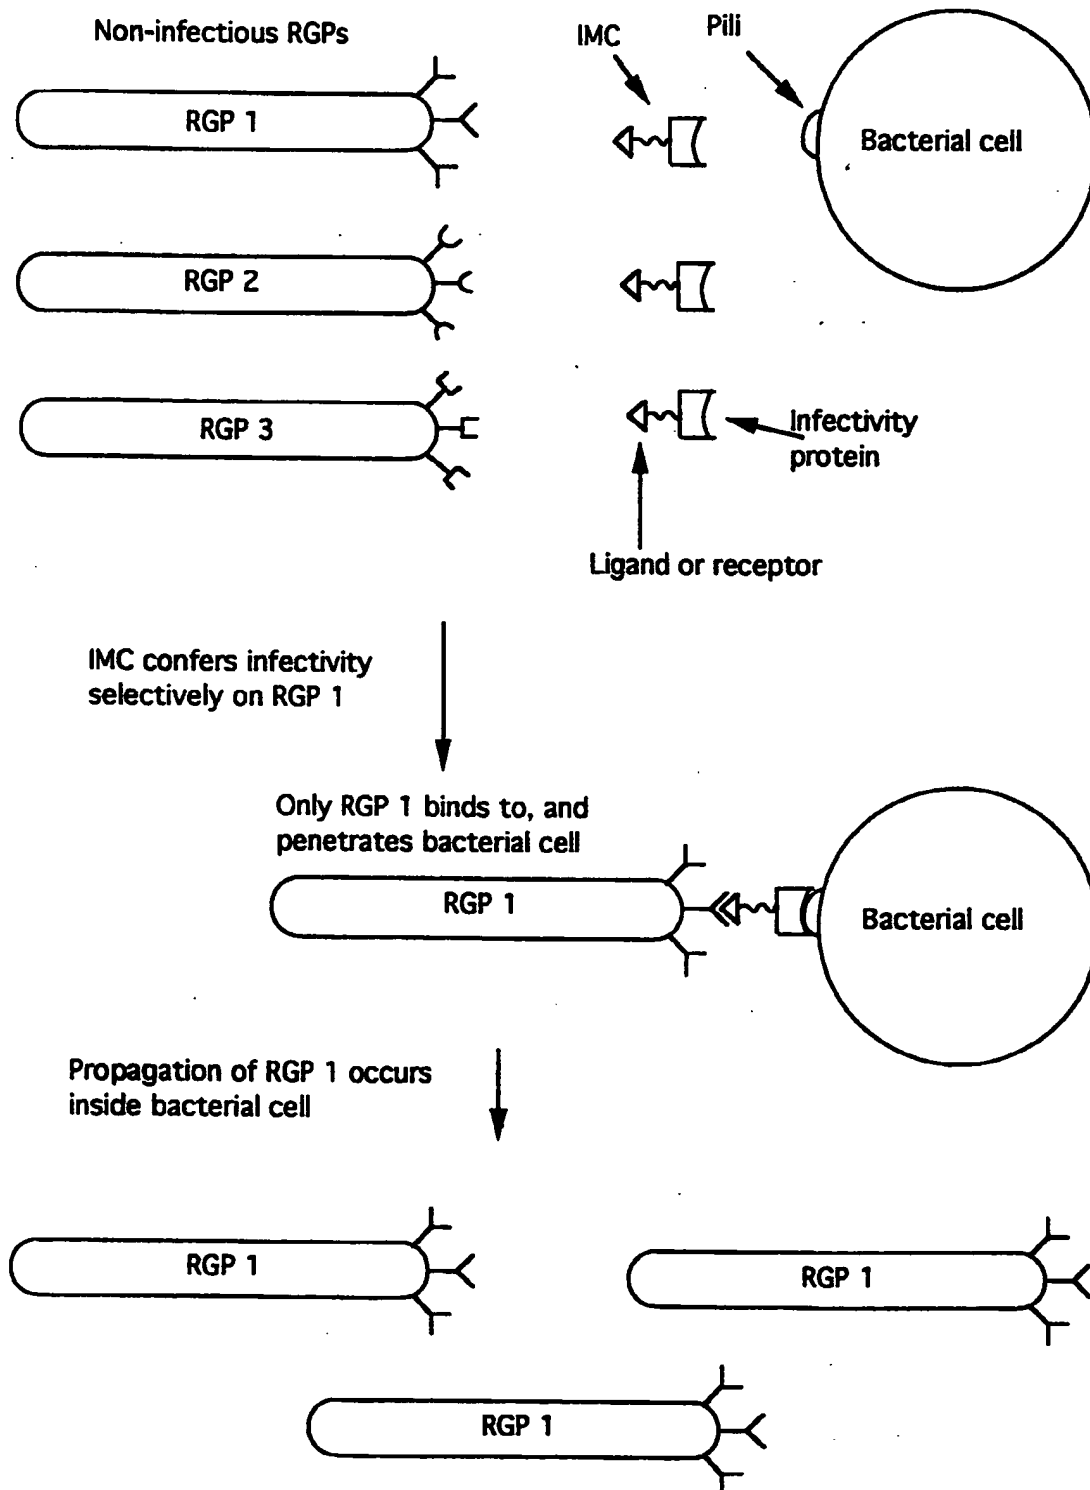 Non-infectious RGPs
IMC
Pili
RGP 1
Bacterial cell
RGP 2
RGP 3
Infectivity
protein
Ligand or receptor
IMC confers infectivity
selectively on RGP 1
Only RGP 1 binds to, and
penetrates bacterial cell
RGP 1
Bacterial cell
Propagation of RGP 1 occurs
inside bacterial cell
RGP 1
RGP 1
RGP 1